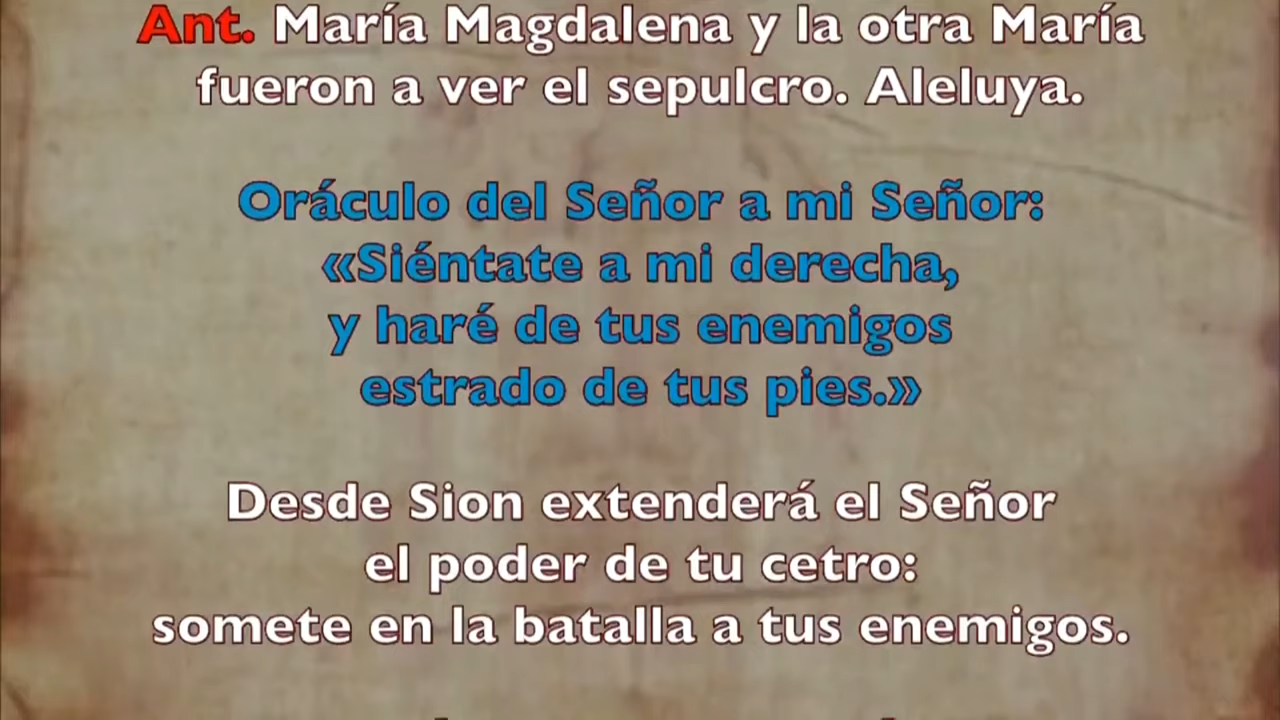 Ant. María Magdalena y la otra María
fueron a ver el sepulcro. Aleluya.
Oráculo del Señor a mi Señor:
«Siéntate a mi derecha,
y haré de tus enemigos
estrado de tus pies.»
Desde Sion extenderá el Señor
el poder de tu cetro:
somete en la batalla a tus enemigos.